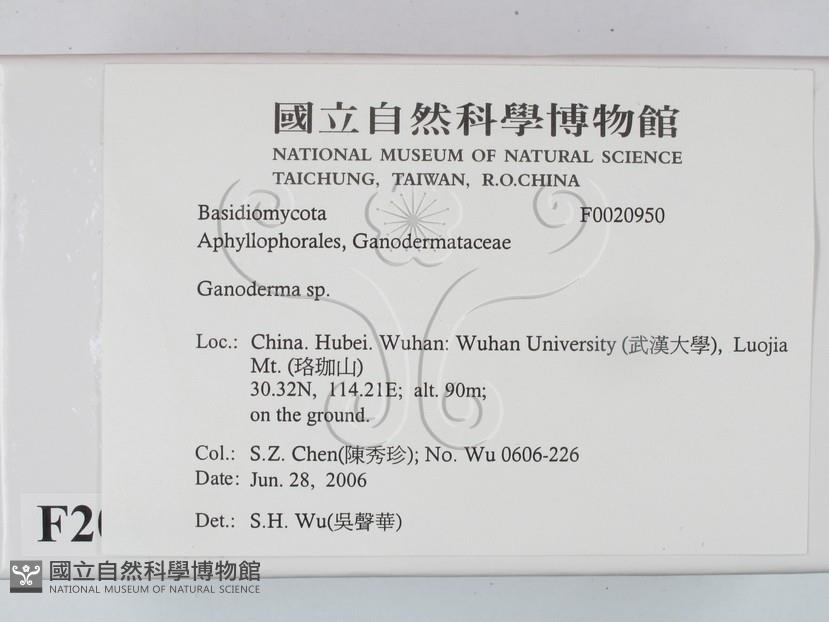 國立自然科學博物館
NATIONAL MUSEUM OF NATURAL SCIENCE
TAICHUNG, TAIWAN, R.O.CHINA
Basidiomycota F0020950
Aphyllophorales, Ganodermataceae
Ganoderma sp.
Loc.: China. Hubei. Wuhan: Wuhan University (武漢大學), Luojia
Mt. (珞珈山)
30.32N, 114.21E; alt. 90m;
on the ground.
Col.: S.Z. Chen(陳秀珍); No. Wu 0606-226
Date: Jun. 28, 2006
Det.: S.H. Wu(吳聲華)
國立自然科學博物館
NATIONAL MUSEUM OF NATURAL SCIENCE